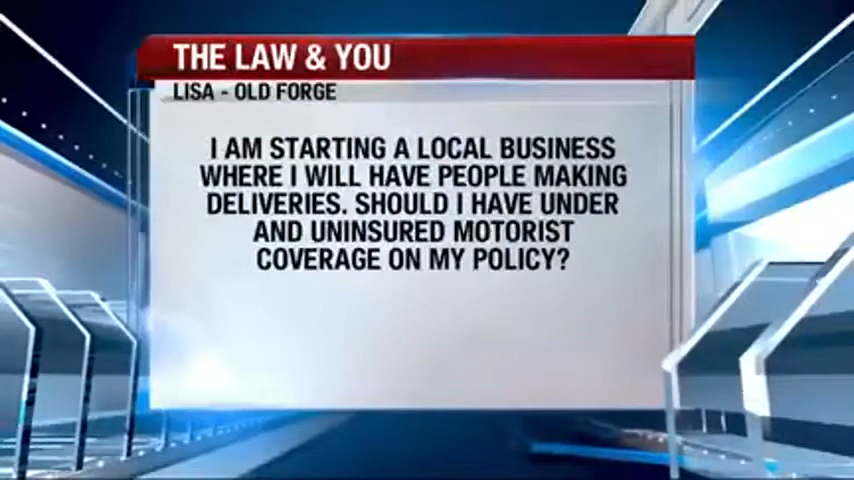 THE LAW & YOU
LISA - OLD FORGE
I AM STARTING A LOCAL BUSINESS
WHERE I WILL HAVE PEOPLE MAKING
DELIVERIES. SHOULD I HAVE UNDER
AND UNINSURED MOTORIST
COVERAGE ON MY POLICY?